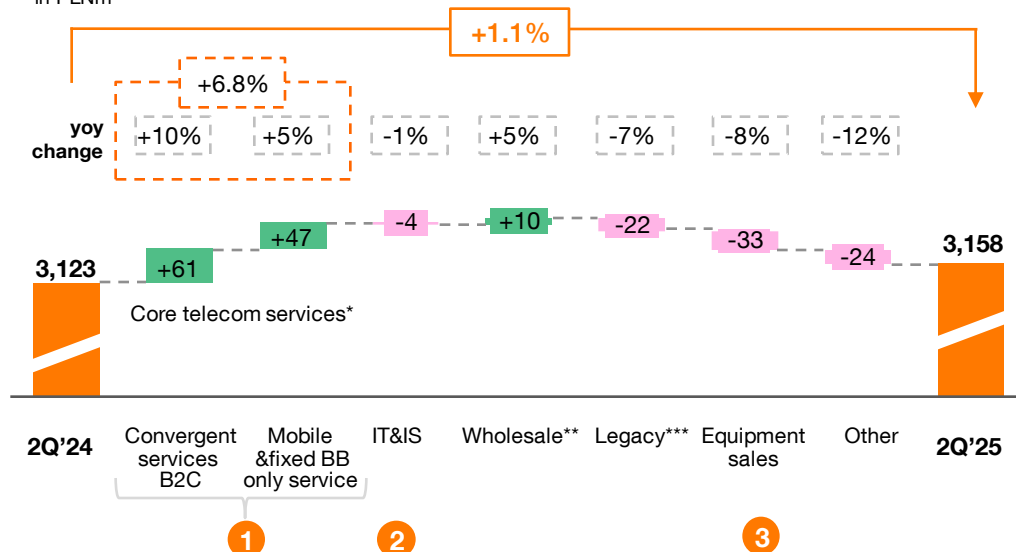 in PLNm
+1.1%
+6.8%
yoy change
+10% +5% -1% +5% -7% -8% -12%
3,123 +61 +47 -4 +10 -22 -33 -24 3,158
Core telecom services*
2Q’24
Convergent services B2C
Mobile &fixed BB only service
IT&IS
Wholesale**
Legacy***
Equipment sales
Other
2Q’25
1 2 3